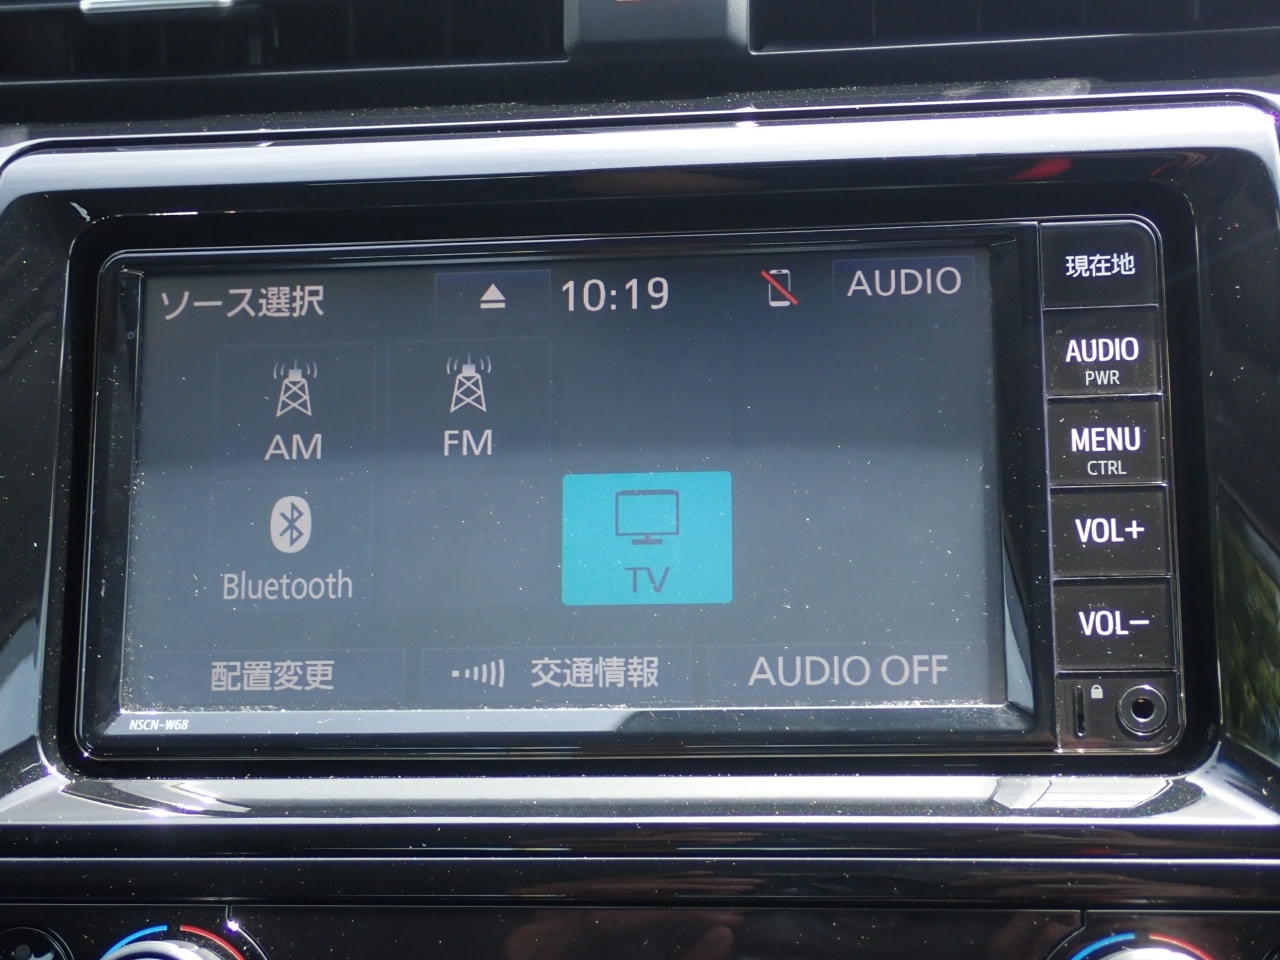 ソース選択
10:19
AUDIO
AM
FM
Bluetooth
TV
配置変更
交通情報
AUDIO OFF
NSCN-W68
現在地
AUDIO
PWR
MENU
CTRL
VOL+
VOL-